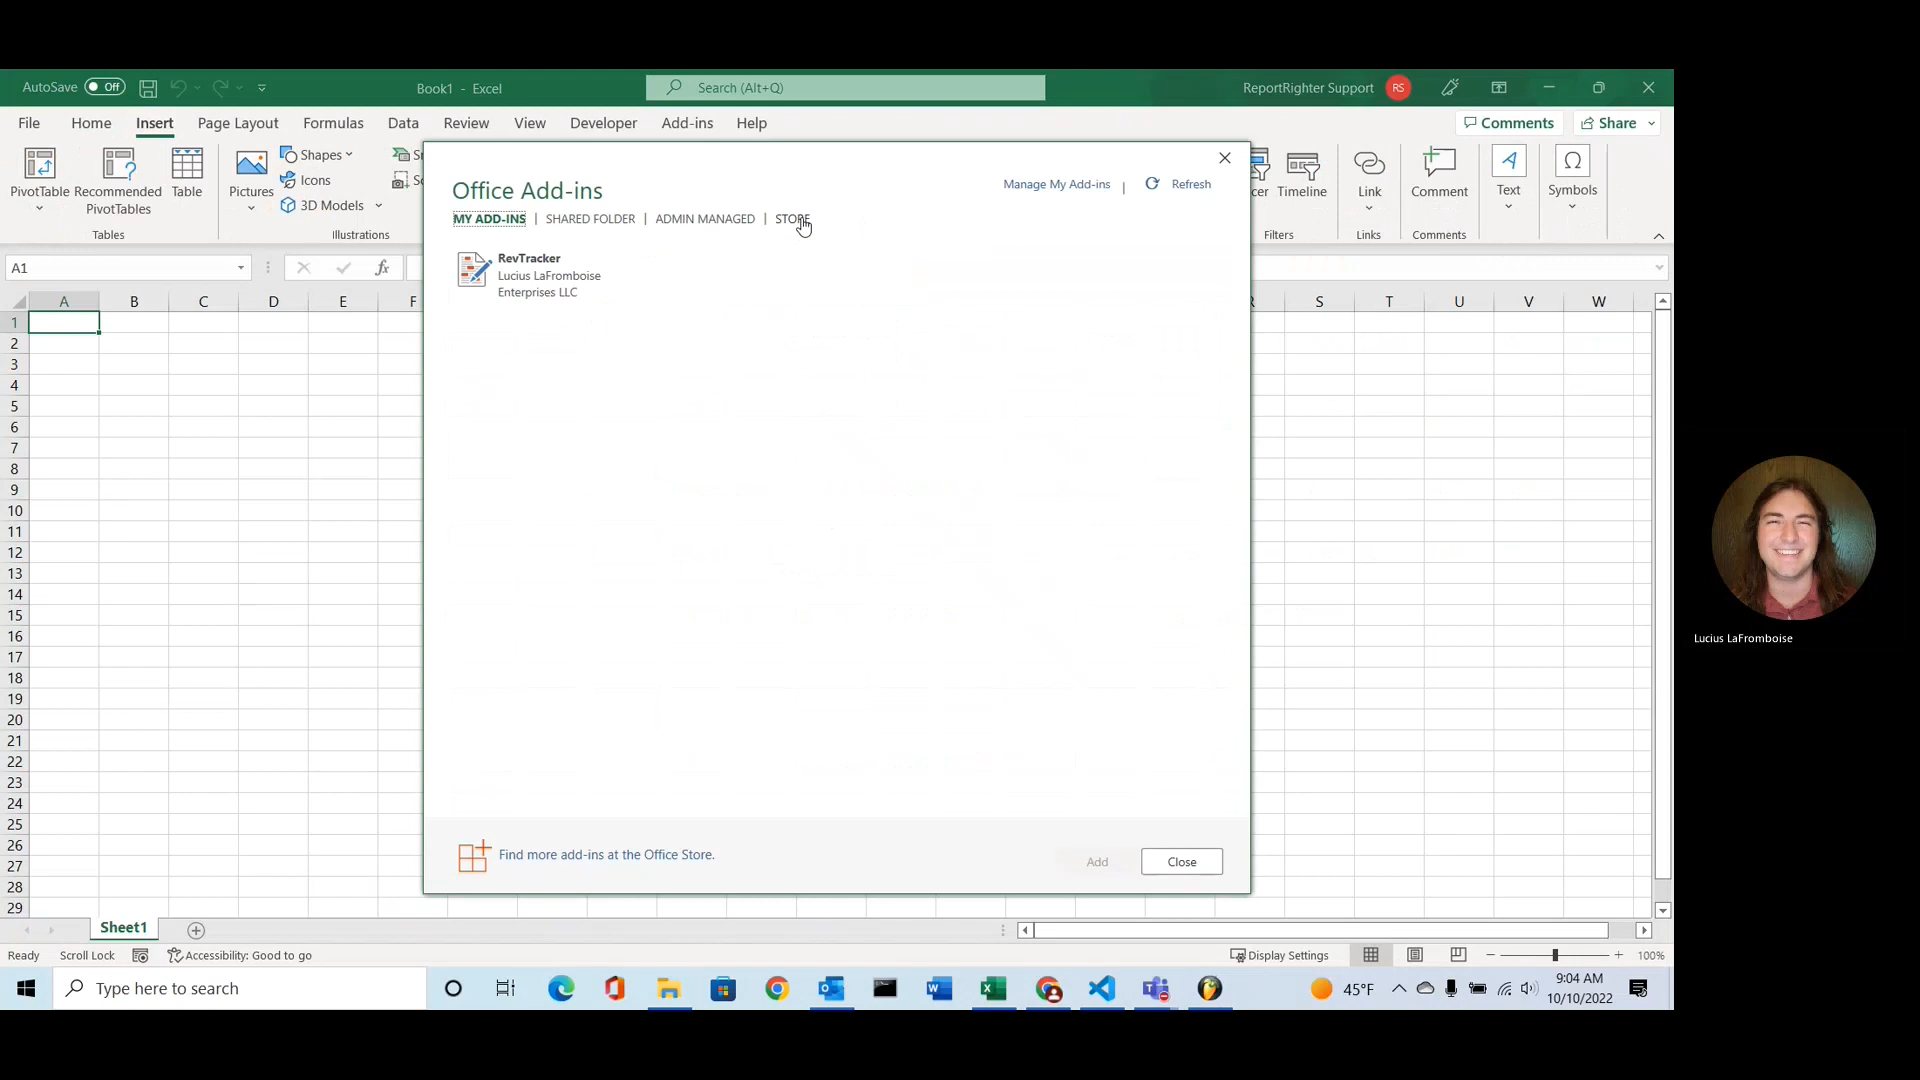 AutoSave Off
Book1 - Excel
Search (Alt+Q)
ReportRighter Support RS
File Home Insert Page Layout Formulas Data Review View Developer Add-ins Help
Comments Share
PivotTable
Recommended PivotTables
Table
Tables
Pictures
Shapes
Icons
3D Models
Illustrations
Timeline
Filters
Link
Links
Comment
Comments
Text
Symbols
Office Add-ins
Manage My Add-ins | Refresh
MY ADD-INS | SHARED FOLDER | ADMIN MANAGED | STORE
RevTracker
Lucius LaFromboise
Enterprises LLC
Find more add-ins at the Office Store.
Add Close
A1
fx
A B C D E F S T U V W
1
2
3
4
5
6
7
8
9
10
11
12
13
14
15
16
17
18
19
20
21
22
23
24
25
26
27
28
29
Sheet1
Ready Scroll Lock Accessibility: Good to go Display Settings 100%
Type here to search
45°F
9:04 AM
10/10/2022
Lucius LaFromboise